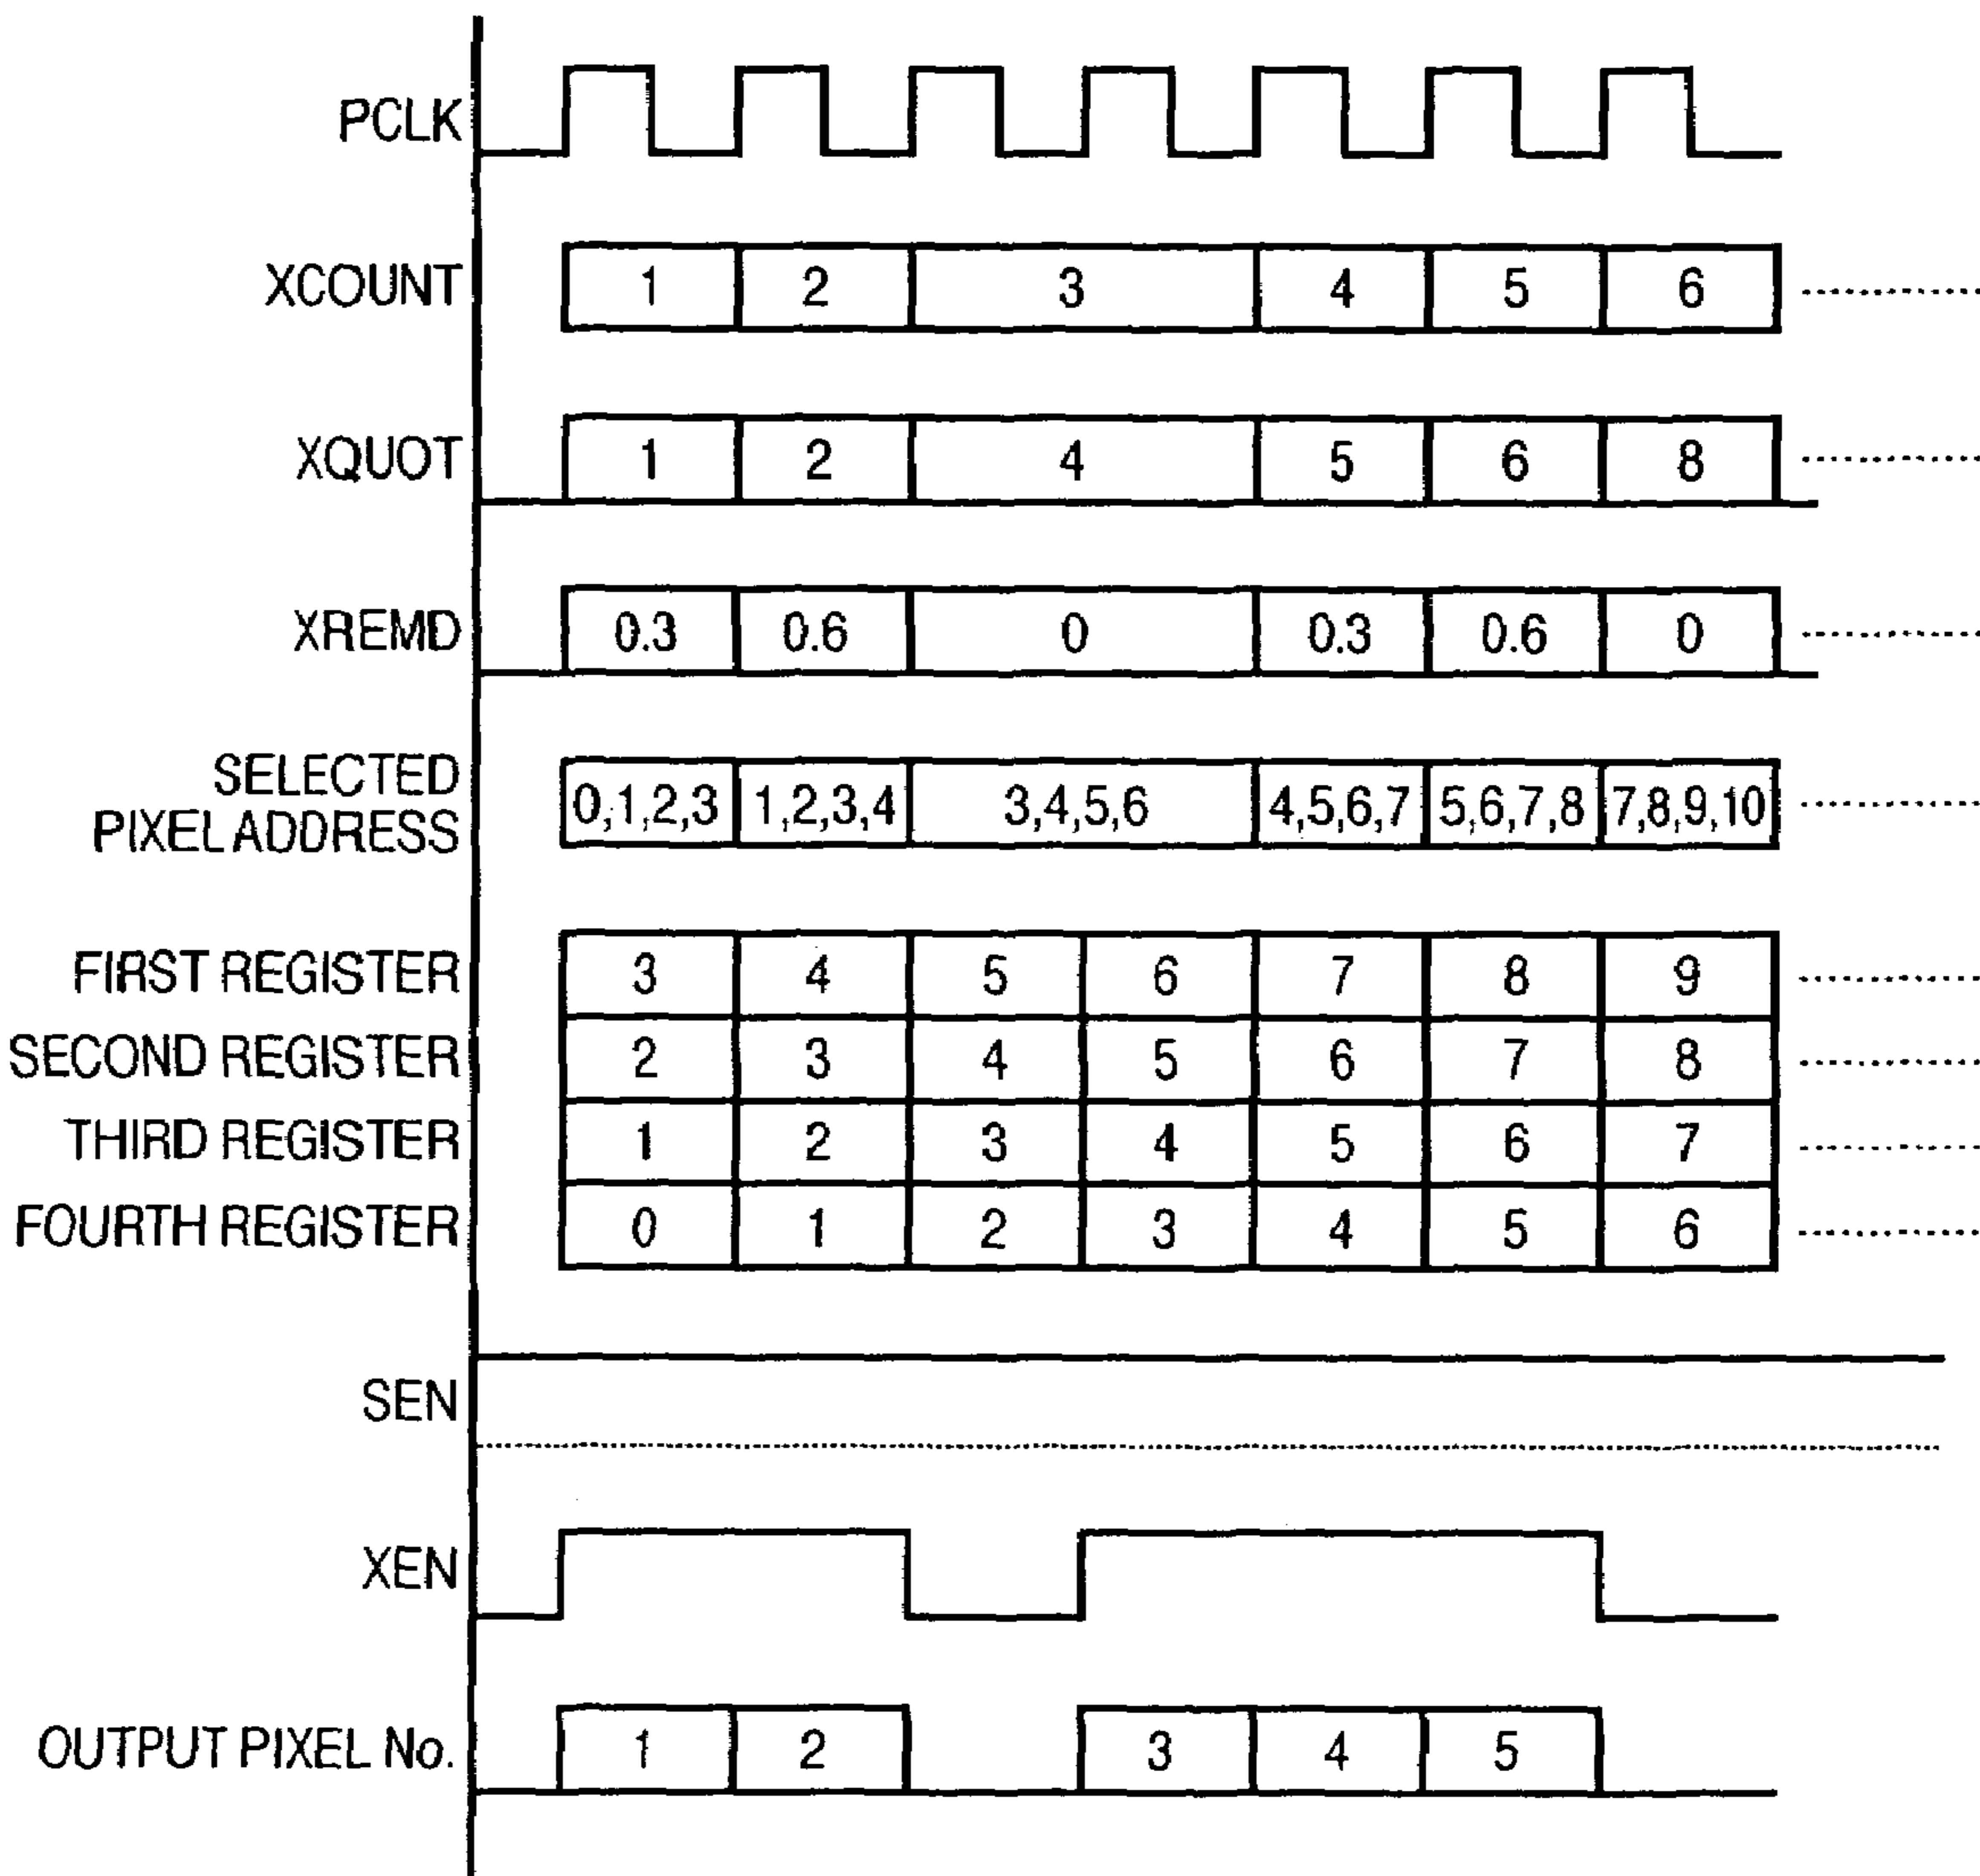 PCLK
XCOUNT 1 2 3 4 5 6
XQUOT 1 2 4 5 6 8
XREMD 0.3 0.6 0 0.3 0.6 0
SELECTED
PIXEL ADDRESS 0,1,2,3 1,2,3,4 3,4,5,6 4,5,6,7 5,6,7,8 7,8,9,10
FIRST REGISTER 3 4 5 6 7 8 9
SECOND REGISTER 2 3 4 5 6 7 8
THIRD REGISTER 1 2 3 4 5 6 7
FOURTH REGISTER 0 1 2 3 4 5 6
SEN
XEN
OUTPUT PIXEL No. 1 2 3 4 5